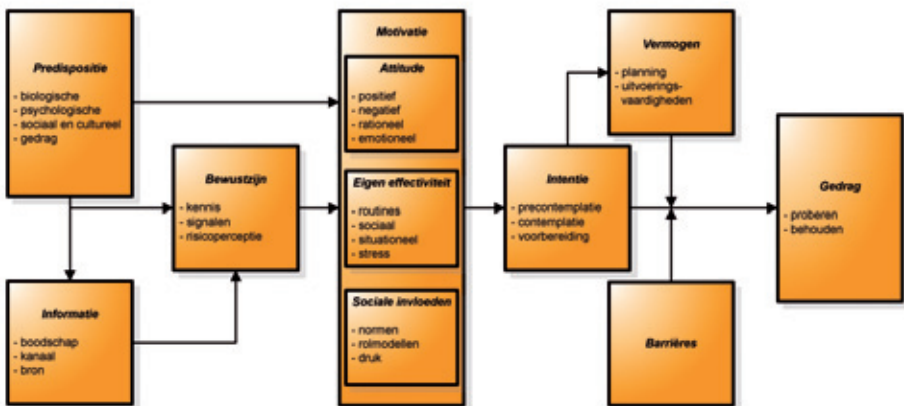 Predispositie
- biologische
- psychologische
- sociaal en cultureel
- gedrag
Informatie
- boodschap
- kanaal
- bron
Bewustzijn
- kennis
- signalen
- risicoperceptie
Motivatie
Attitude
- positief
- negatief
- rationeel
- emotioneel
Eigen effectiviteit
- routines
- sociaal
- situationeel
- stress
Sociale invloeden
- normen
- rolmodellen
- druk
Intentie
- precontemplatie
- contemplatie
- voorbereiding
Vermogen
- planning
- uitvoerings-
vaardigheden
Barrières
Gedrag
- proberen
- behouden